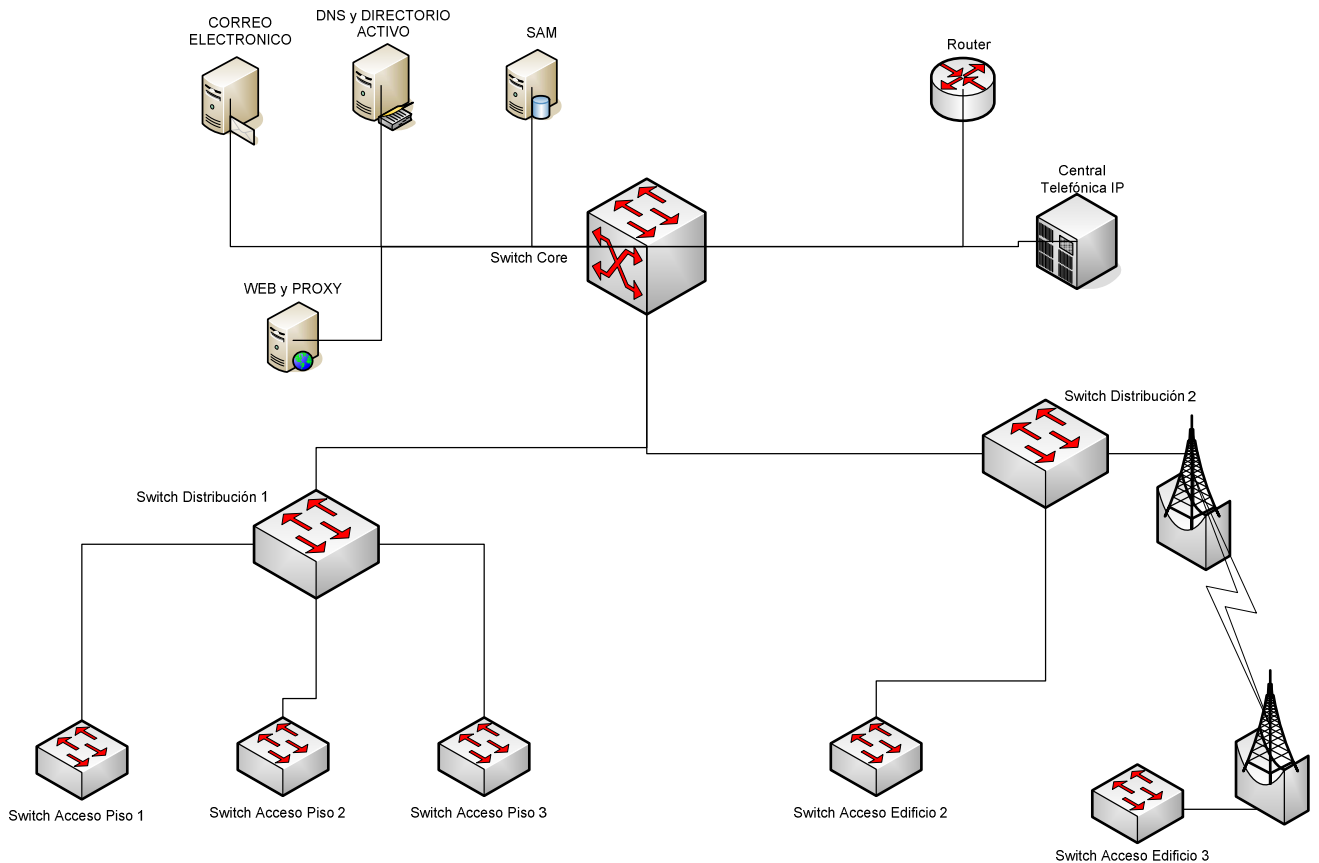 CORREO
ELECTRONICO
DNS y DIRECTORIO
ACTIVO
SAM
Router
Central
Telefónica IP
Switch Core
WEB y PROXY
Switch Distribución 2
Switch Distribución 1
Switch Acceso Piso 1
Switch Acceso Piso 2
Switch Acceso Piso 3
Switch Acceso Edificio 2
Switch Acceso Edificio 3